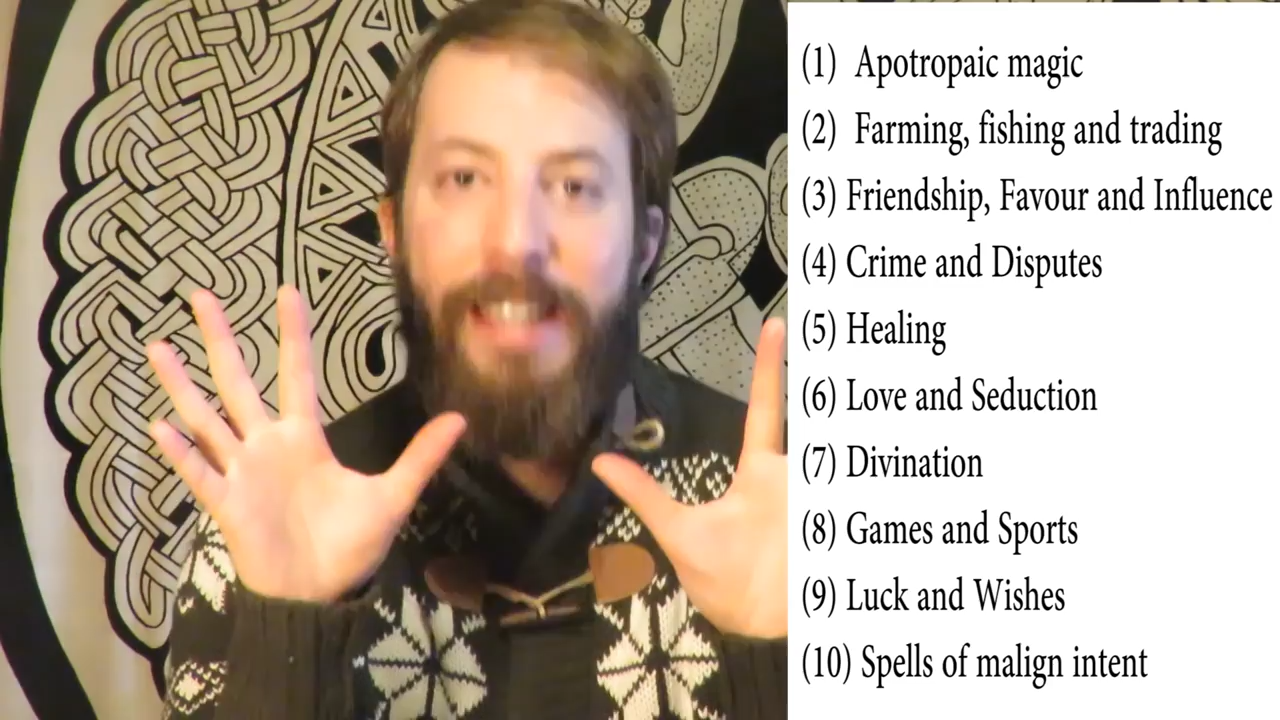 (1) Apotropaic magic
(2) Farming, fishing and trading
(3) Friendship, Favour and Influence
(4) Crime and Disputes
(5) Healing
(6) Love and Seduction
(7) Divination
(8) Games and Sports
(9) Luck and Wishes
(10) Spells of malign intent